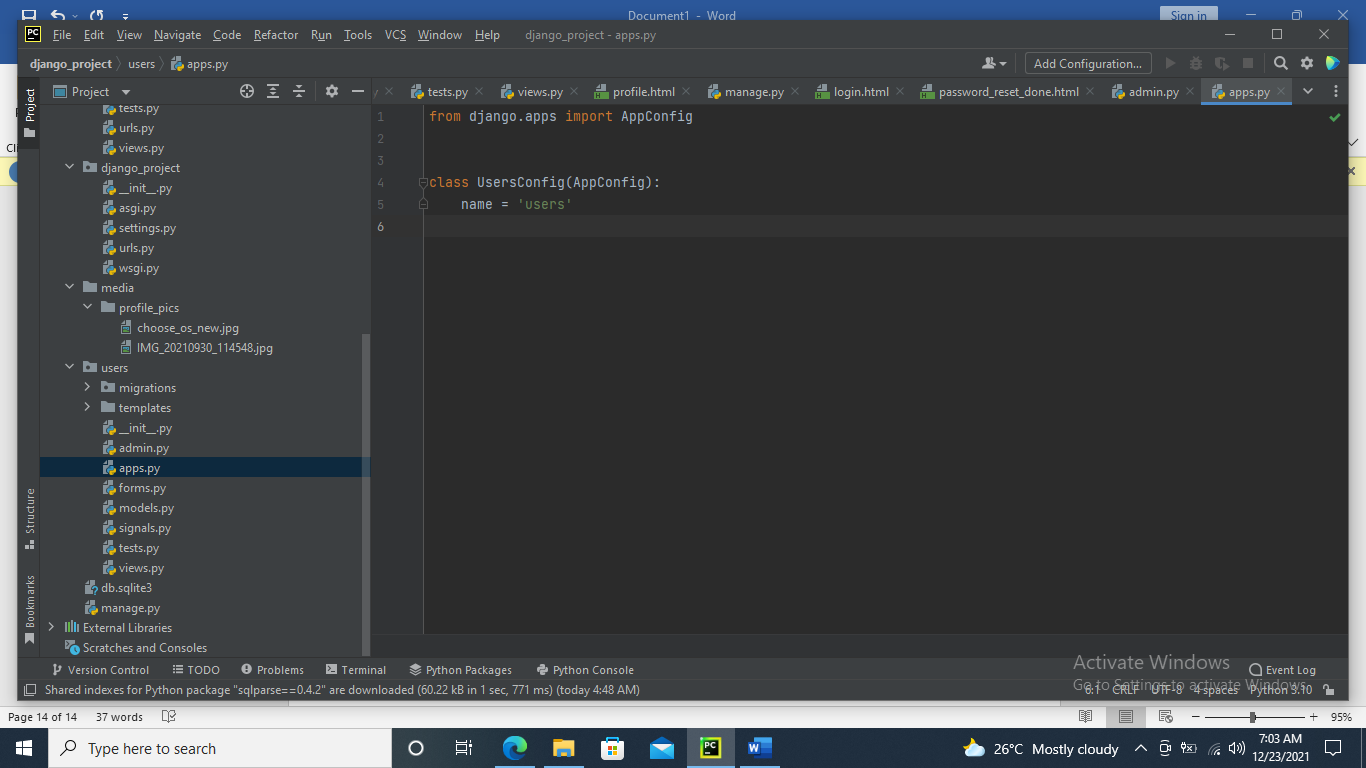 Document1 - Word
Sign in
PC File Edit View Navigate Code Refactor Run Tools VCS Window Help django_project - apps.py
django_project users apps.py
Add Configuration...
Project
Project
tests.py
urls.py
views.py
django_project
__init__.py
asgi.py
settings.py
urls.py
wsgi.py
media
profile_pics
choose_os_new.jpg
IMG_20210930_114548.jpg
users
migrations
templates
__init__.py
admin.py
apps.py
forms.py
models.py
signals.py
tests.py
views.py
db.sqlite3
manage.py
External Libraries
Scratches and Consoles
Structure
Bookmarks
tests.py views.py profile.html manage.py login.html password_reset_done.html admin.py apps.py
1 from django.apps import AppConfig
2
3
4 class UsersConfig(AppConfig):
5 name = 'users'
6
Version Control TODO Problems Terminal Python Packages Python Console Event Log
Activate Windows
Go to Settings to activate Windows.
Shared indexes for Python package "sqlparse==0.4.2" are downloaded (60.22 kB in 1 sec, 771 ms) (today 4:48 AM)
6:1 CRLF UTF-8 4 spaces Python 3.10
Page 14 of 14 37 words
95%
Type here to search
PC
26°C Mostly cloudy
7:03 AM
12/23/2021